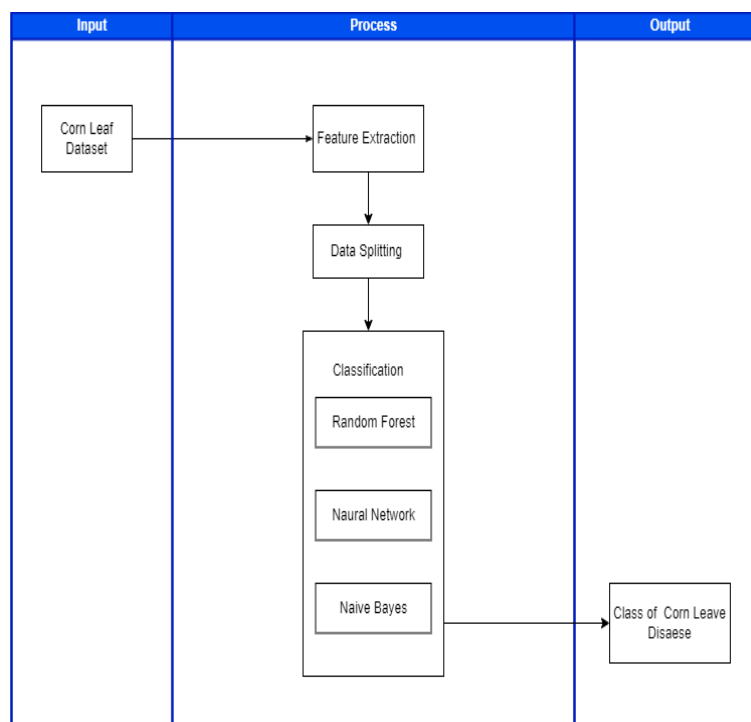 Input
Process
Output
Corn Leaf
Dataset
Feature Extraction
Data Splitting
Classification
Random Forest
Naural Network
Naive Bayes
Class of Corn Leave
Disaese